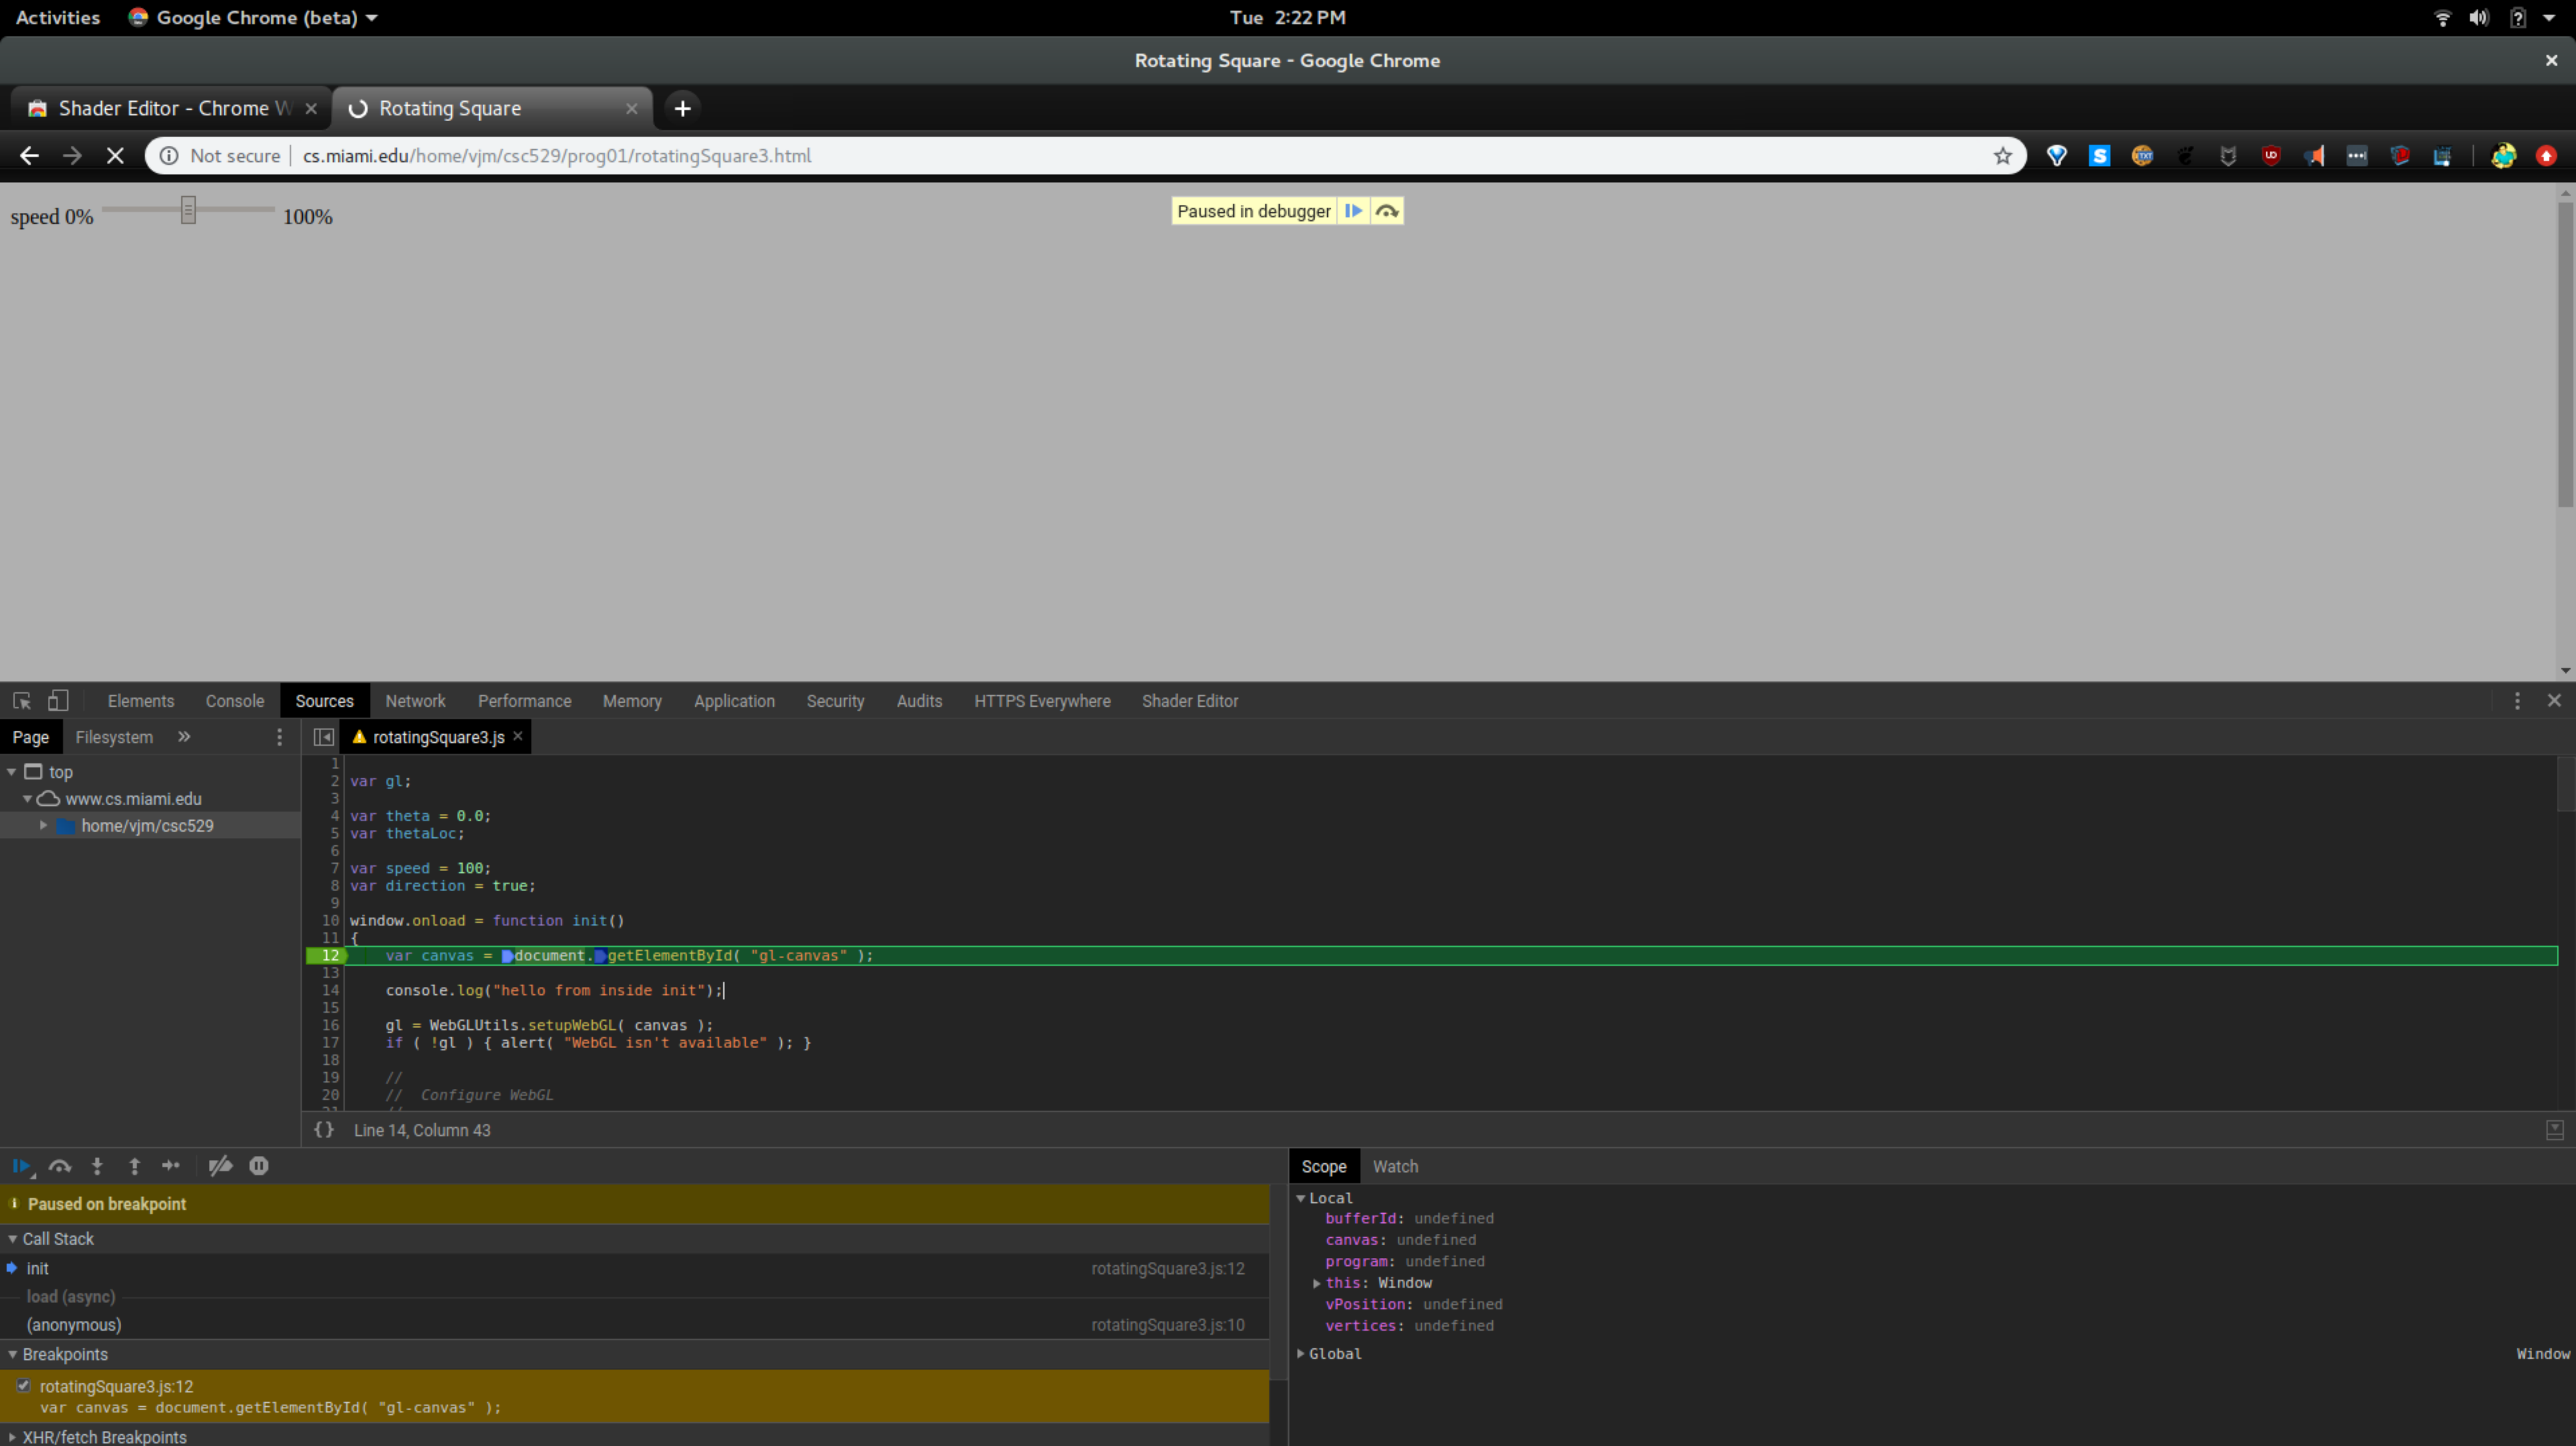 Activities Google Chrome (beta) Tue 2:22 PM
Rotating Square - Google Chrome
Shader Editor - Chrome W Rotating Square
Not secure cs.miami.edu/home/vjm/csc529/prog01/rotatingSquare3.html
speed 0% 100% Paused in debugger
Elements Console Sources Network Performance Memory Application Security Audits HTTPS Everywhere Shader Editor
Page Filesystem » rotatingSquare3.js
top
www.cs.miami.edu
home/vjm/csc529
1
2 var gl;
3
4 var theta = 0.0;
5 var thetaLoc;
6
7 var speed = 100;
8 var direction = true;
9
10 window.onload = function init()
11 {
12 var canvas = document.getElementById( "gl-canvas" );
13
14 console.log("hello from inside init");
15
16 gl = WebGLUtils.setupWebGL( canvas );
17 if ( !gl ) { alert( "WebGL isn't available" ); }
18
19 //
20 // Configure WebGL
21 //
{} Line 14, Column 43
Paused on breakpoint
Call Stack
init rotatingSquare3.js:12
load (async)
(anonymous) rotatingSquare3.js:10
Breakpoints
rotatingSquare3.js:12
var canvas = document.getElementById( "gl-canvas" );
XHR/fetch Breakpoints
Scope Watch
Local
bufferId: undefined
canvas: undefined
program: undefined
this: Window
vPosition: undefined
vertices: undefined
Global Window